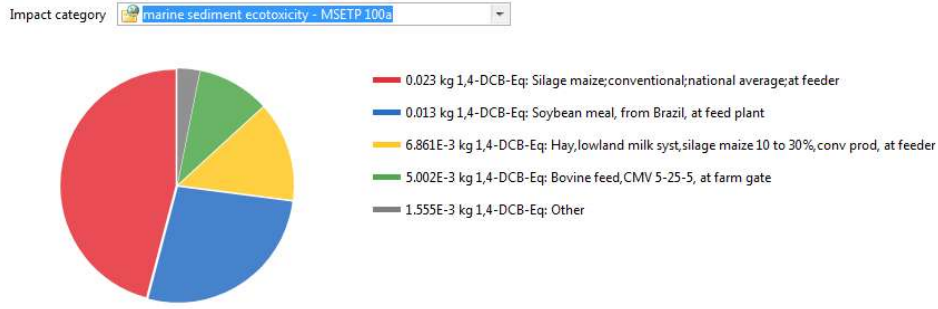 Impact category marine sediment ecotoxicity - MSETP 100a
0.023 kg 1,4-DCB-Eq: Silage maize;conventional;national average;at feeder
0.013 kg 1,4-DCB-Eq: Soybean meal, from Brazil, at feed plant
6.861E-3 kg 1,4-DCB-Eq: Hay,lowland milk syst,silage maize 10 to 30%,conv prod, at feeder
5.002E-3 kg 1,4-DCB-Eq: Bovine feed,CMV 5-25-5, at farm gate
1.555E-3 kg 1,4-DCB-Eq: Other